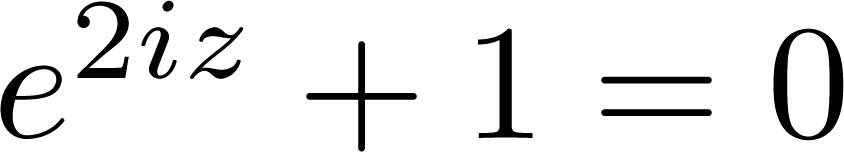 e^{2iz} + 1 = 0